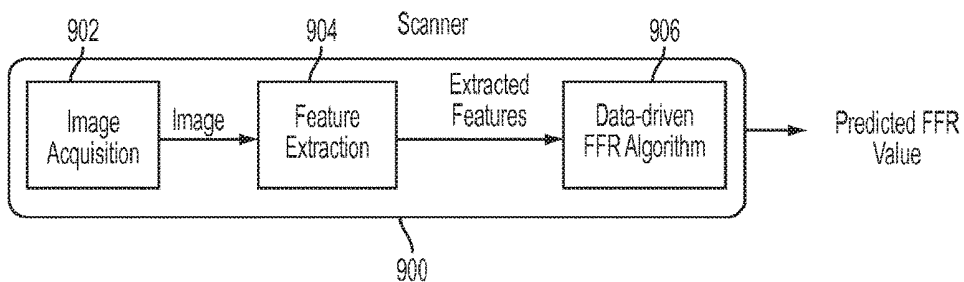 902
904
Scanner
906
Image
Acquisition
Image
Feature
Extraction
Extracted
Features
Data-driven
FFR Algorithm
Predicted FFR
Value
900